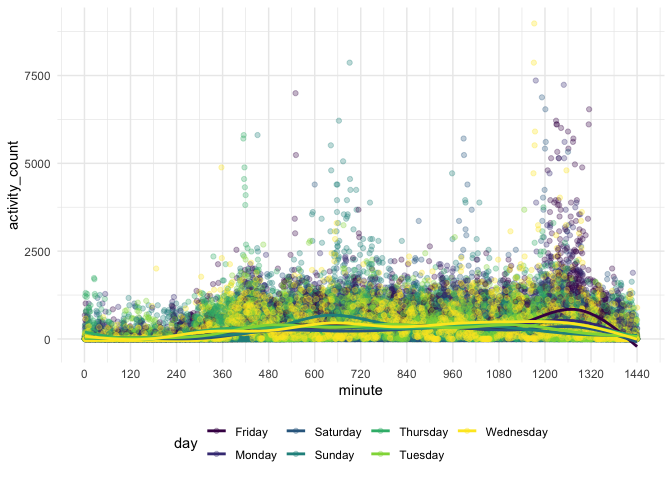 7500
5000
2500
0
activity_count
0 120 240 360 480 600 720 840 960 1080 1200 1320 1440
minute
day
Friday Saturday Thursday Wednesday
Monday Sunday Tuesday